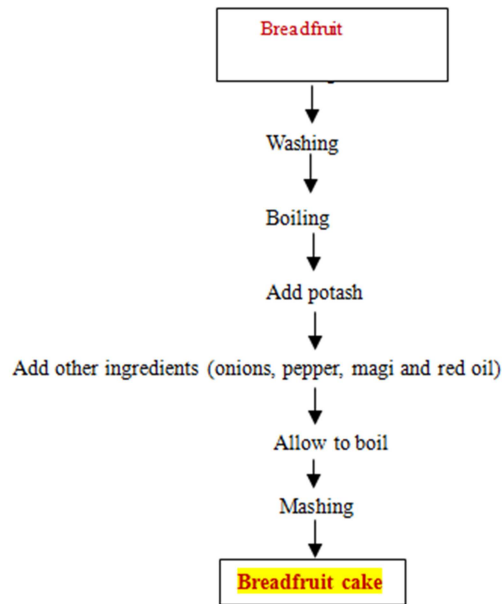 Breadfruit
Washing
Boiling
Add potash
Add other ingredients (onions, pepper, magi and red oil)
Allow to boil
Mashing
Breadfruit cake